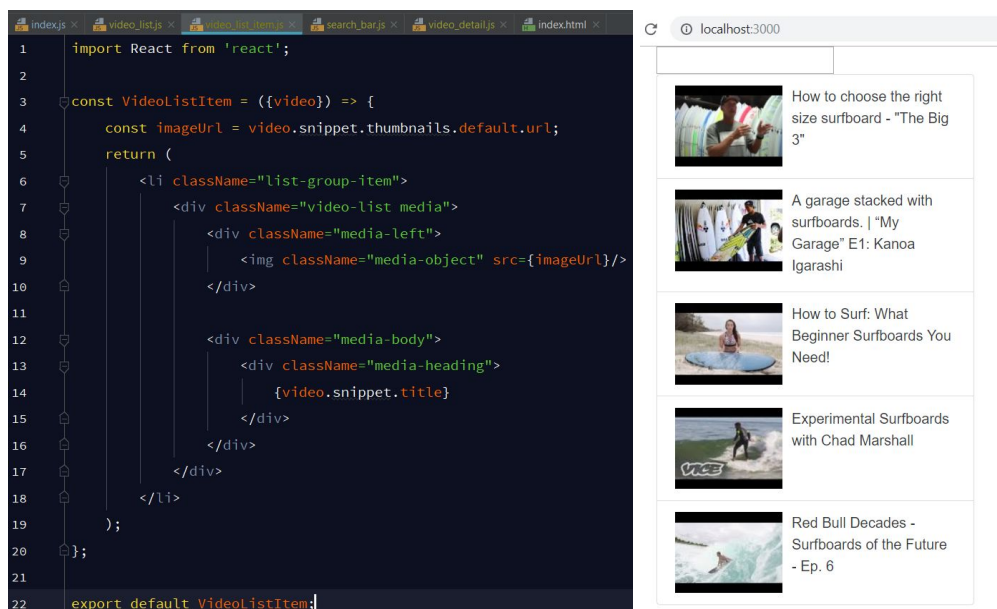 index.js × video_list.js × video_list_item.js × search_bar.js × video_detail.js × index.html ×
1 import React from 'react';
2
3 const VideoListItem = ({video}) => {
4 const imageUrl = video.snippet.thumbnails.default.url;
5 return (
6 <li className="list-group-item">
7 <div className="video-list media">
8 <div className="media-left">
9 <img className="media-object" src={imageUrl}/>
10 </div>
11
12 <div className="media-body">
13 <div className="media-heading">
14 {video.snippet.title}
15 </div>
16 </div>
17 </div>
18 </li>
19 );
20 };
21
22 export default VideoListItem;
localhost:3000
How to choose the right
size surfboard - "The Big
3"
A garage stacked with
surfboards. | “My
Garage” E1: Kanoa
Igarashi
How to Surf: What
Beginner Surfboards You
Need!
Experimental Surfboards
with Chad Marshall
VICE
Red Bull Decades -
Surfboards of the Future
- Ep. 6